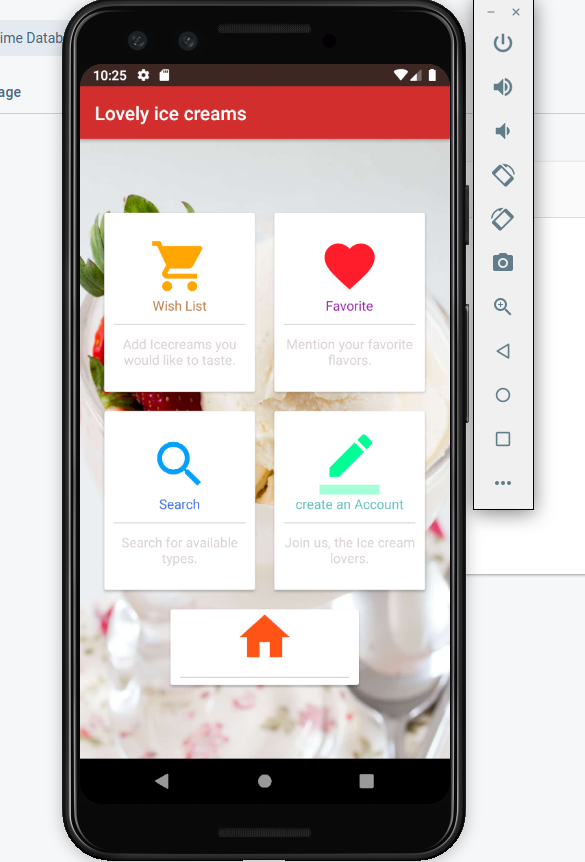 ime Datab
age
10:25
Lovely ice creams
Wish List
Add Icecreams you
would like to taste.
Favorite
Mention your favorite
flavors.
Search
Search for available
types.
create an Account
Join us, the Ice cream
lovers.